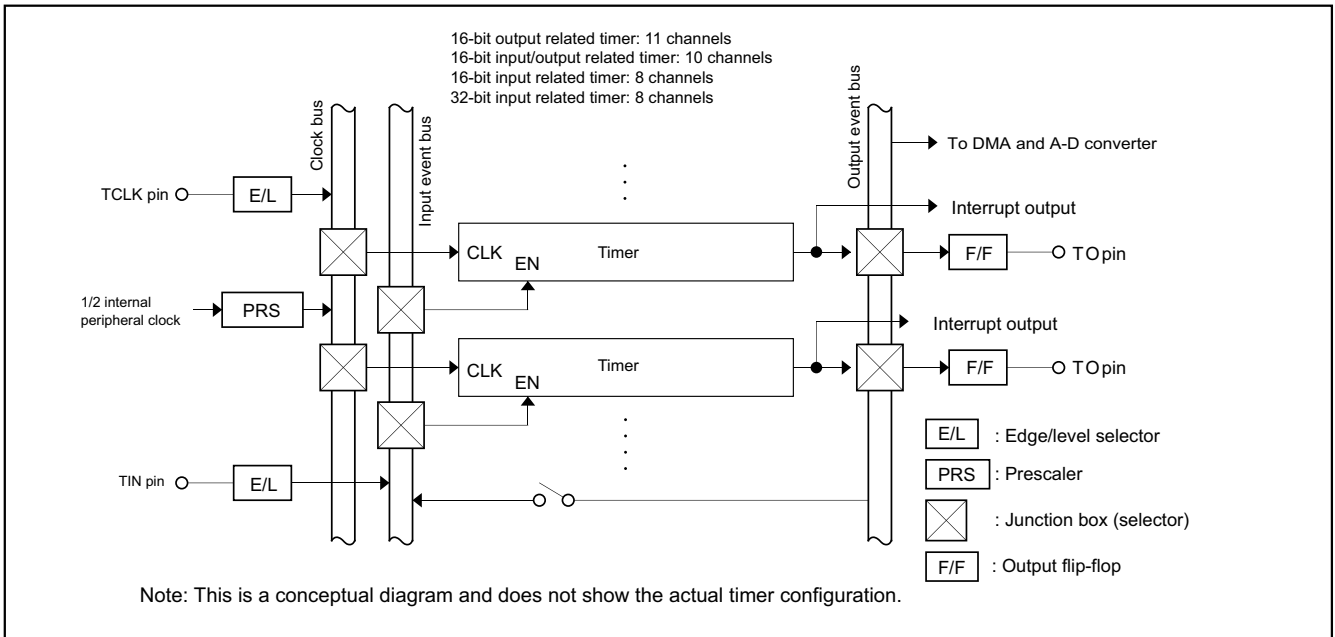 16-bit output related timer: 11 channels
16-bit input/output related timer: 10 channels
16-bit input related timer: 8 channels
32-bit input related timer: 8 channels
Clock bus
Input event bus
Output event bus
To DMA and A-D converter
TCLK pin
E/L
Interrupt output
CLK
EN
Timer
F/F
TO pin
1/2 internal
peripheral clock
PRS
Interrupt output
CLK
EN
Timer
F/F
TO pin
TIN pin
E/L
E/L : Edge/level selector
PRS : Prescaler
: Junction box (selector)
F/F : Output flip-flop
Note: This is a conceptual diagram and does not show the actual timer configuration.